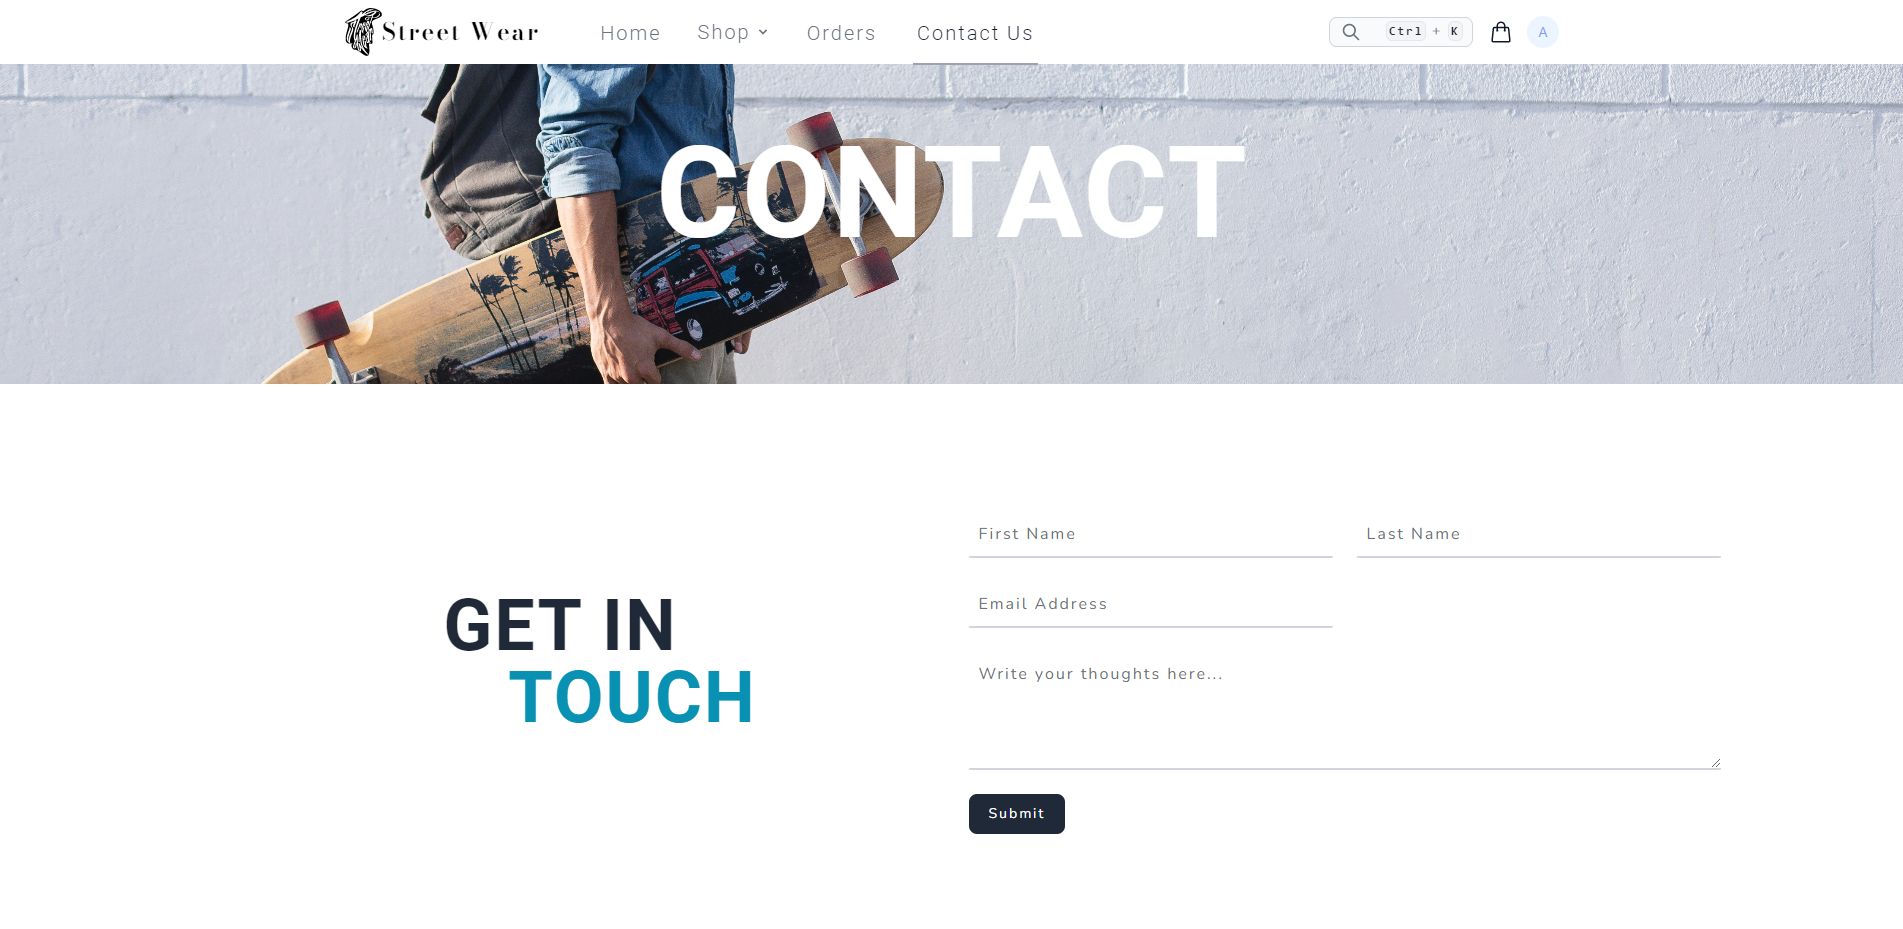 Street Wear
Home
Shop
Orders
Contact Us
Ctrl + K
A
CONTACT
GET IN
TOUCH
First Name
Last Name
Email Address
Write your thoughts here...
Submit